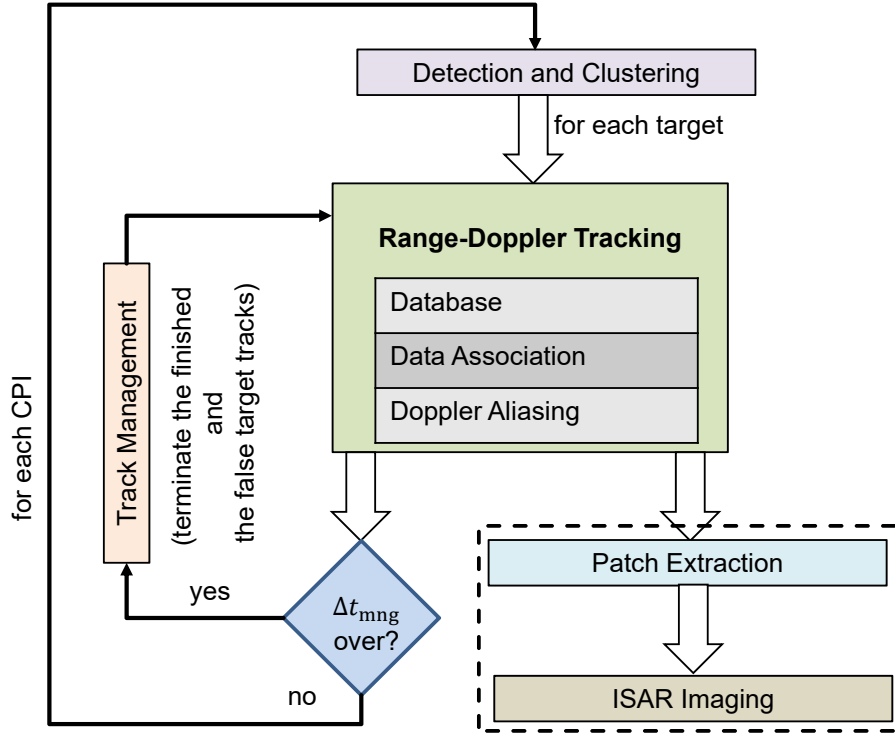 Detection and Clustering
for each target
Range-Doppler Tracking
Database
Data Association
Doppler Aliasing
for each CPI
Track Management
(terminate the finished
and
the false target tracks)
Patch Extraction
yes
Δt_mng
over?
no
ISAR Imaging